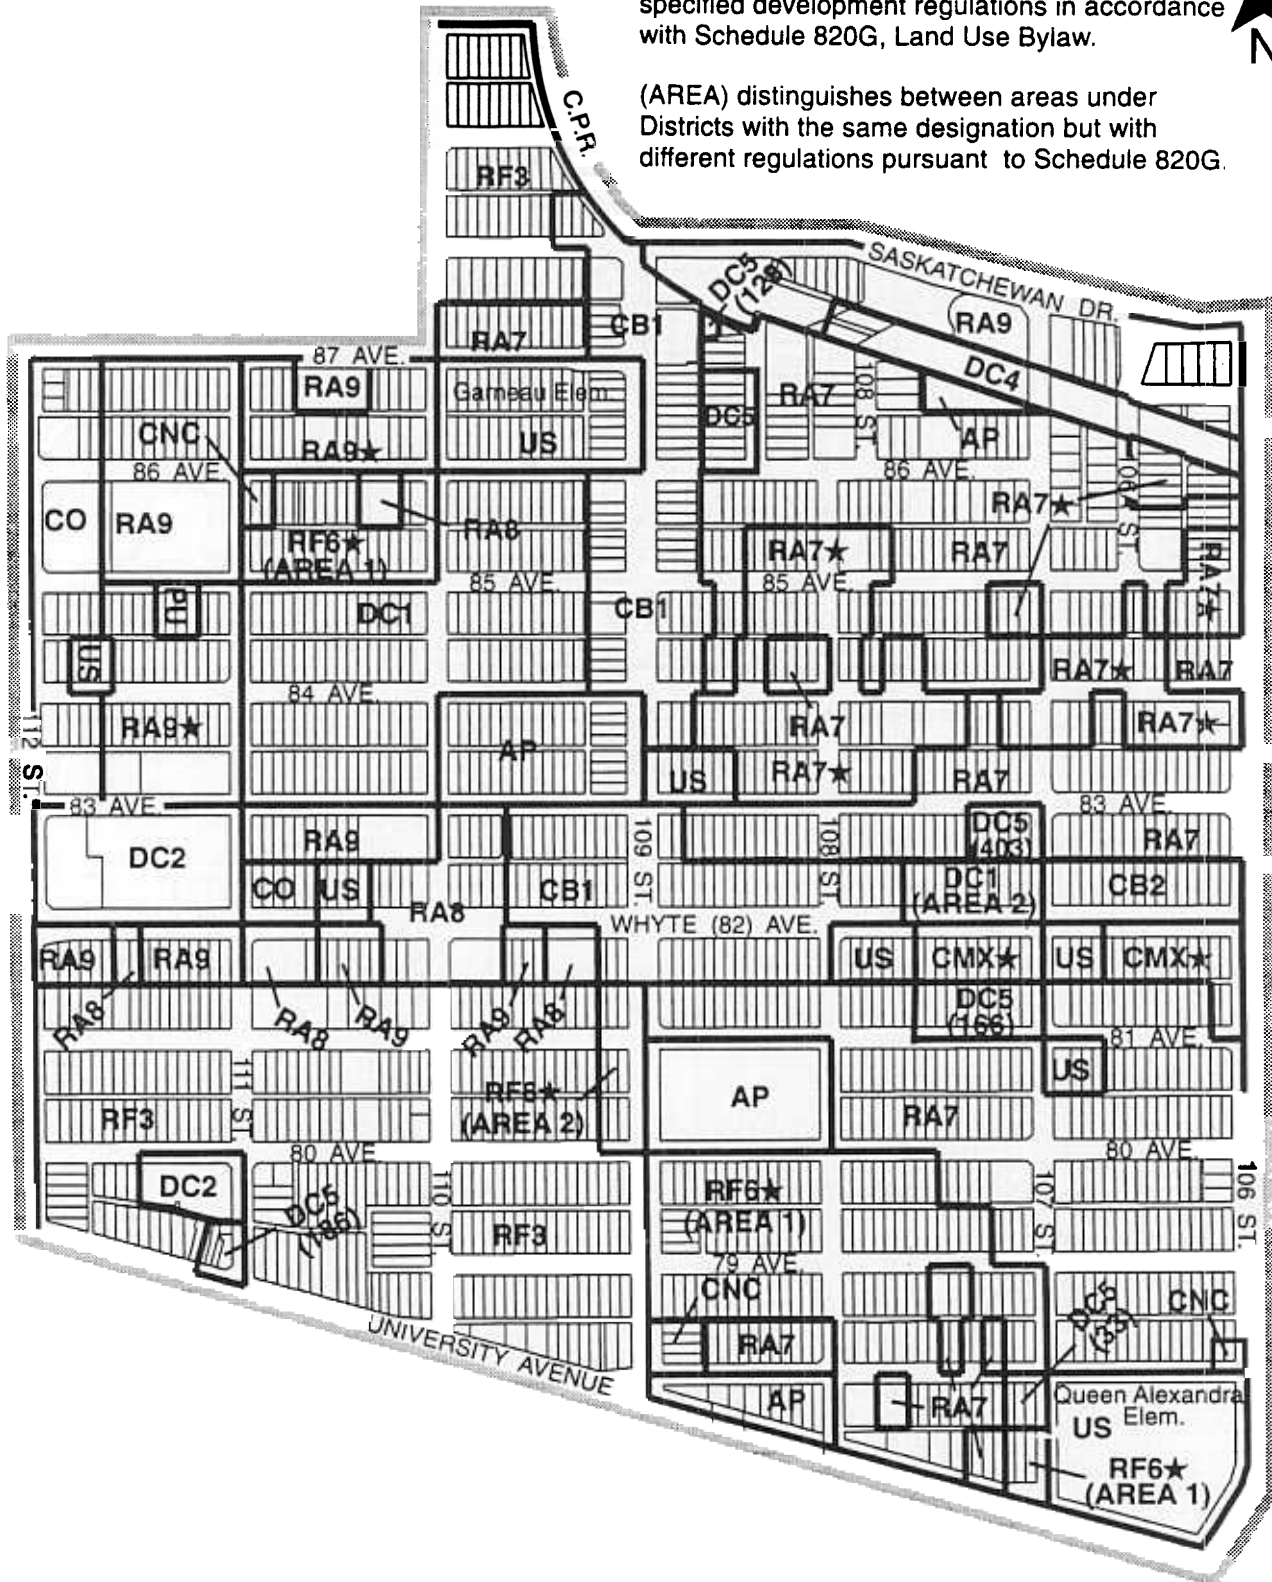 specified development regulations in accordance
with Schedule 820G, Land Use Bylaw.
N
(AREA) distinguishes between areas under
Districts with the same designation but with
different regulations pursuant to Schedule 820G.
C.P.R.
RF3
SASKATCHEWAN DR.
DC5
(128)
CB1
RA9
RA7
87 AVE.
DC4
RA9
Garneau Elem.
RA7
108 ST.
DC5
CNC
RA9★
US
AP
86 AVE.
86 AVE.
106 ST.
RA7★
CO
RA9
RA8
RF6★
(AREA 1)
RA7★
RA7
RA7★
85 AVE.
85 AVE.
PU
DC1
CB1
US
RA7★
RA7
84 AVE.
112 ST.
RA9★
AP
RA7
RA7★
US
RA7★
RA7
83 AVE.
83 AVE.
109 ST.
108 ST.
DC5
(403)
RA9
RA7
DC2
CO
US
CB1
DC1
(AREA 2)
CB2
RA8
WHYTE (82) AVE.
RA9
RA9
US
CMX★
US
CMX★
RA8
RA8
RA9
RA9
RA8
DC5
(166)
81 AVE.
111 ST.
US
RF6★
(AREA 2)
AP
RF3
RA7
80 AVE.
80 AVE.
DC2
110 ST.
107 ST.
106 ST.
DC5
(186)
RF6★
(AREA 1)
RF3
79 AVE.
CNC
DC5
(33)
CNC
UNIVERSITY AVENUE
RA7
AP
RA7
Queen Alexandra
Elem.
US
RF6★
(AREA 1)